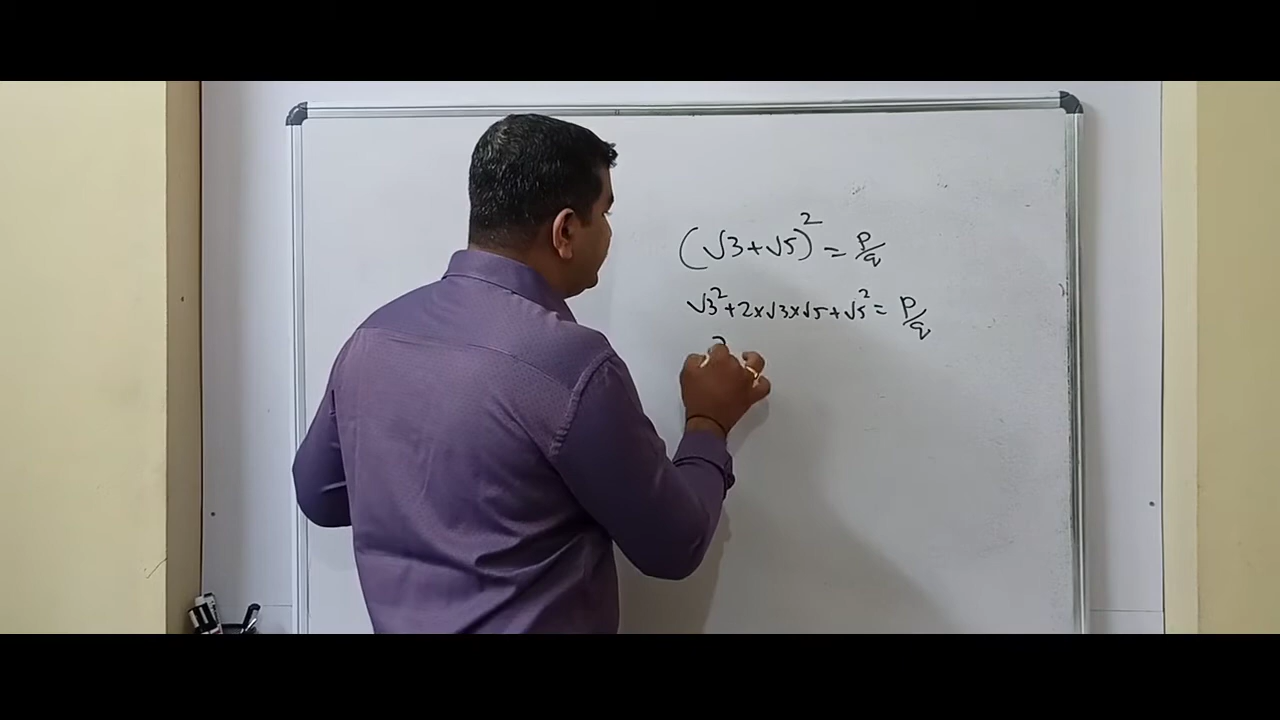 (√3+√5)² = p/q
√3²+2×√3×√5+√5² = p/q